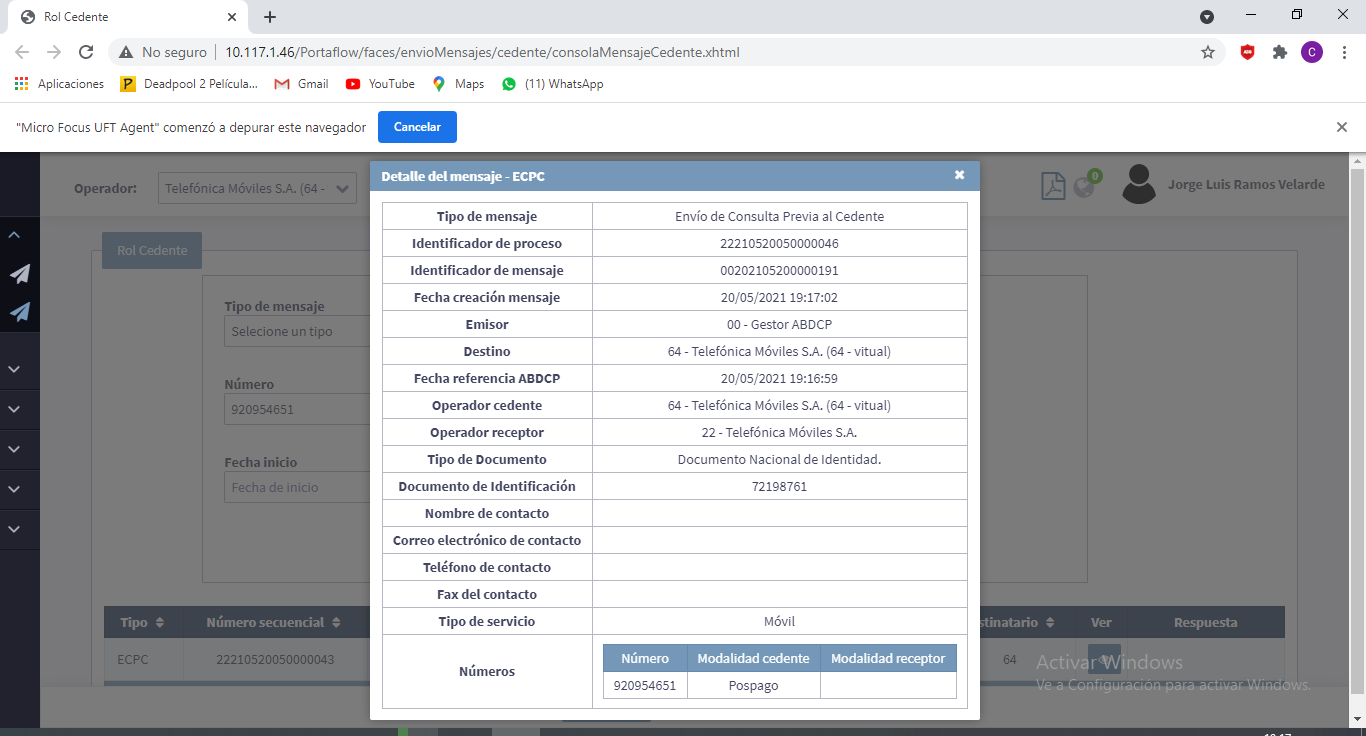 Rol Cedente
No seguro 10.117.1.46/Portaflow/faces/envioMensajes/cedente/consolaMensajeCedente.xhtml
C
Aplicaciones Deadpool 2 Película... Gmail YouTube Maps (11) WhatsApp
"Micro Focus UFT Agent" comenzó a depurar este navegador Cancelar
Operador: Telefónica Móviles S.A. (64 -
0 Jorge Luis Ramos Velarde
Rol Cedente
Tipo de mensaje
Selecione un tipo
Número
920954651
Fecha inicio
Fecha de inicio
Detalle del mensaje - ECPC
Tipo de mensaje Envío de Consulta Previa al Cedente
Identificador de proceso 22210520050000046
Identificador de mensaje 00202105200000191
Fecha creación mensaje 20/05/2021 19:17:02
Emisor 00 - Gestor ABDCP
Destino 64 - Telefónica Móviles S.A. (64 - vitual)
Fecha referencia ABDCP 20/05/2021 19:16:59
Operador cedente 64 - Telefónica Móviles S.A. (64 - vitual)
Operador receptor 22 - Telefónica Móviles S.A.
Tipo de Documento Documento Nacional de Identidad.
Documento de Identificación 72198761
Nombre de contacto
Correo electrónico de contacto
Teléfono de contacto
Fax del contacto
Tipo de servicio Móvil
Números
Número Modalidad cedente Modalidad receptor
920954651 Pospago
Tipo Número secuencial stinatario Ver Respuesta
ECPC 22210520050000043 64
Activar Windows
Ve a Configuración para activar Windows.